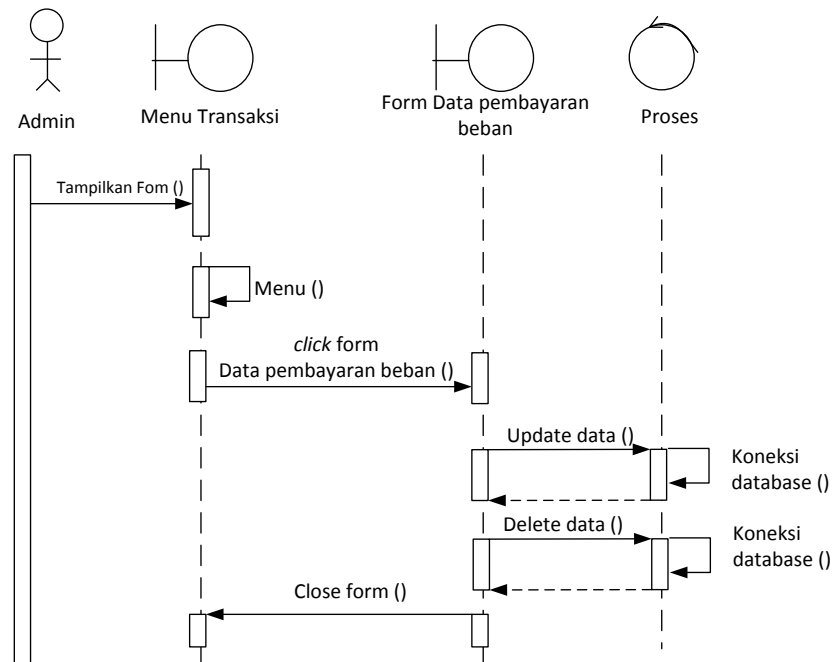 Admin
Menu Transaksi
Form Data pembayaran
beban
Proses
Tampilkan Fom ()
Menu ()
click form
Data pembayaran beban ()
Update data ()
Koneksi
database ()
Delete data ()
Koneksi
database ()
Close form ()